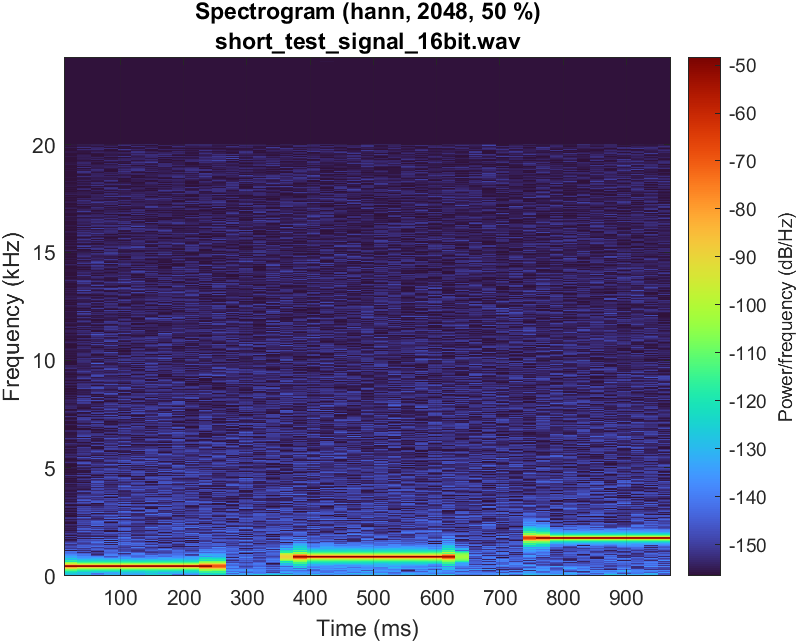 Spectrogram (hann, 2048, 50 %)
short_test_signal_16bit.wav
Frequency (kHz)
20
15
10
5
0
100 200 300 400 500 600 700 800 900
Time (ms)
-50
-60
-70
-80
-90
-100
-110
-120
-130
-140
-150
Power/frequency (dB/Hz)